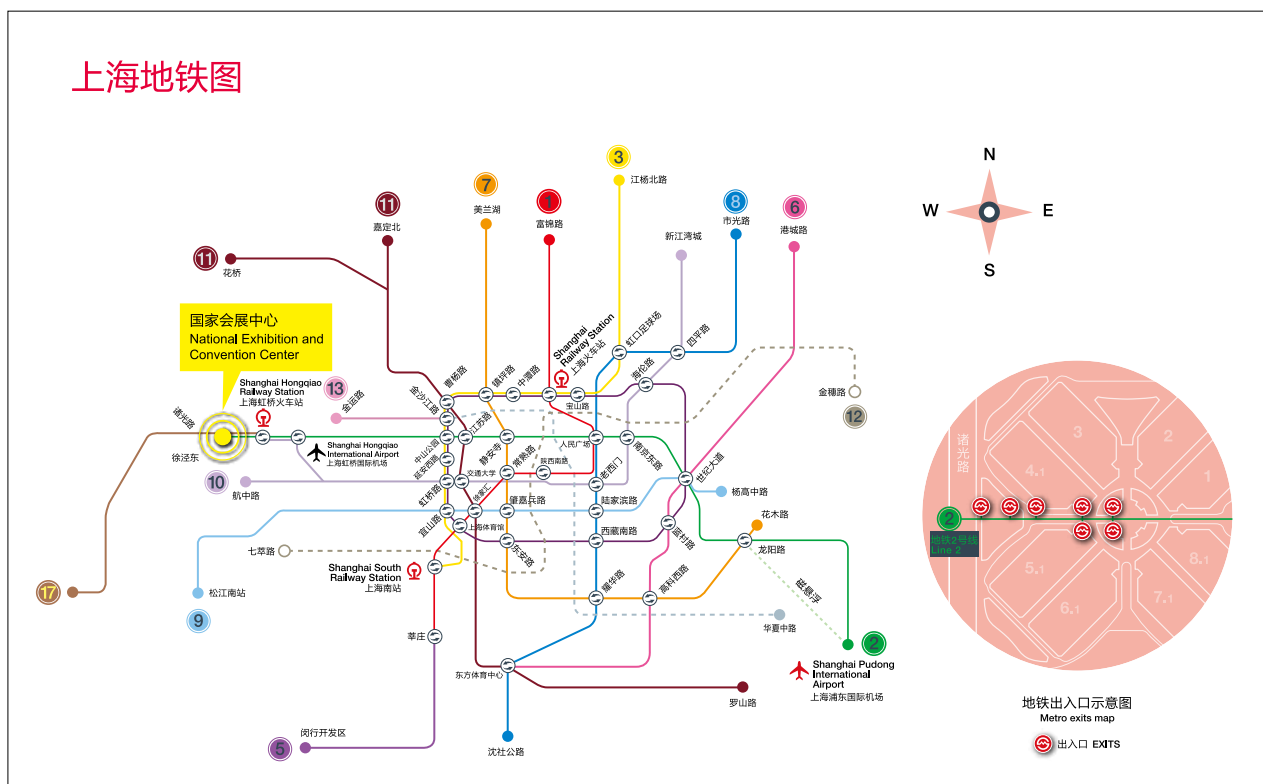 上海地铁图
3
江杨北路
7
美兰湖
1
富锦路
8
市光路
6
港城路
11
嘉定北
新江湾城
11
花桥
N
W
E
S
国家会展中心
National Exhibition and
Convention Center
Shanghai
Railway Station
上海火车站
虹口足球场
四平路
曹杨路
镇坪路
中潭路
宝山路
海伦路
金穗路
12
Shanghai Hongqiao
Railway Station
上海虹桥火车站
13
金运路
金沙江路
诸光路
徐泾东
Shanghai Hongqiao
International Airport
上海虹桥国际机场
中山公园
江苏路
静安寺
常熟路
陕西南路
人民广场
南京东路
延安西路
交通大学
老西门
世纪大道
10
航中路
虹桥路
徐家汇
肇嘉兵路
陆家滨路
杨高中路
宜山路
上海体育馆
西藏南路
蓝村路
花木路
七萃路
东安路
龙阳路
Shanghai South
Railway Station
上海南站
耀华路
高科西路
磁悬浮
17
松江南站
9
华夏中路
莘庄
2
东方体育中心
Shanghai Pudong
International
Airport
上海浦东国际机场
罗山路
闵行开发区
5
沈社公路
诸光路
3
2
4.1
1
2
地铁2号线
Line 2
5.1
8.1
6.1
7.1
地铁出入口示意图
Metro exits map
出入口 EXITS